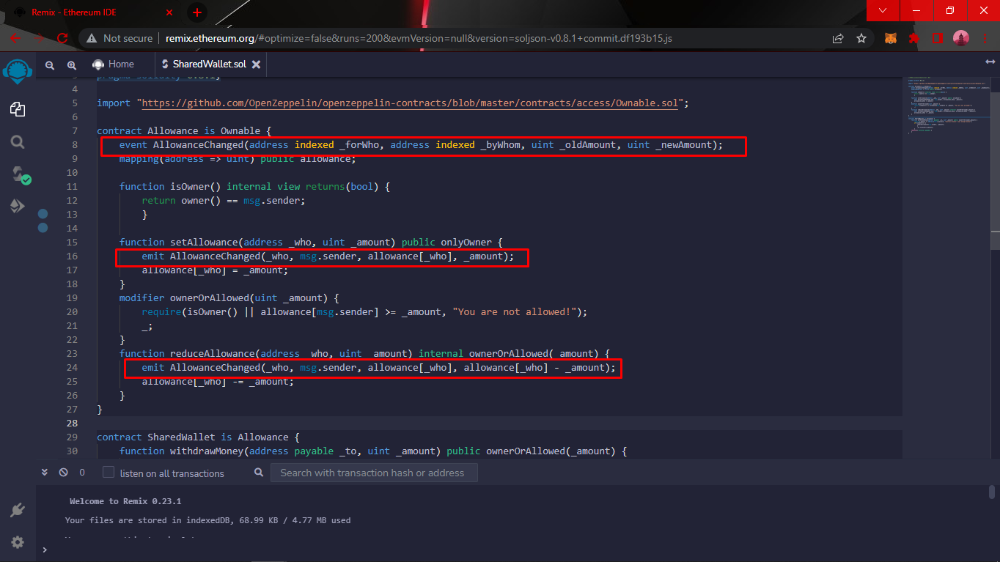 Remix - Ethereum IDE
Not secure | remix.ethereum.org/#optimize=false&runs=200&evmVersion=null&version=soljson-v0.8.1+commit.df193b15.js
Home SharedWallet.sol
3 pragma solidity 0.8.1;
4
5 import "https://github.com/OpenZeppelin/openzeppelin-contracts/blob/master/contracts/access/Ownable.sol";
6
7 contract Allowance is Ownable {
8 event AllowanceChanged(address indexed _forWho, address indexed _byWhom, uint _oldAmount, uint _newAmount);
9 mapping(address => uint) public allowance;
10
11 function isOwner() internal view returns(bool) {
12 return owner() == msg.sender;
13 }
14
15 function setAllowance(address _who, uint _amount) public onlyOwner {
16 emit AllowanceChanged(_who, msg.sender, allowance[_who], _amount);
17 allowance[_who] = _amount;
18 }
19 modifier ownerOrAllowed(uint _amount) {
20 require(isOwner() || allowance[msg.sender] >= _amount, "You are not allowed!");
21 _;
22 }
23 function reduceAllowance(address _who, uint _amount) internal ownerOrAllowed(_amount) {
24 emit AllowanceChanged(_who, msg.sender, allowance[_who], allowance[_who] - _amount);
25 allowance[_who] -= _amount;
26 }
27 }
28
29 contract SharedWallet is Allowance {
30 function withdrawMoney(address payable _to, uint _amount) public ownerOrAllowed(_amount) {
0 listen on all transactions Search with transaction hash or address
Welcome to Remix 0.23.1
Your files are stored in indexedDB, 68.99 KB / 4.77 MB used
>